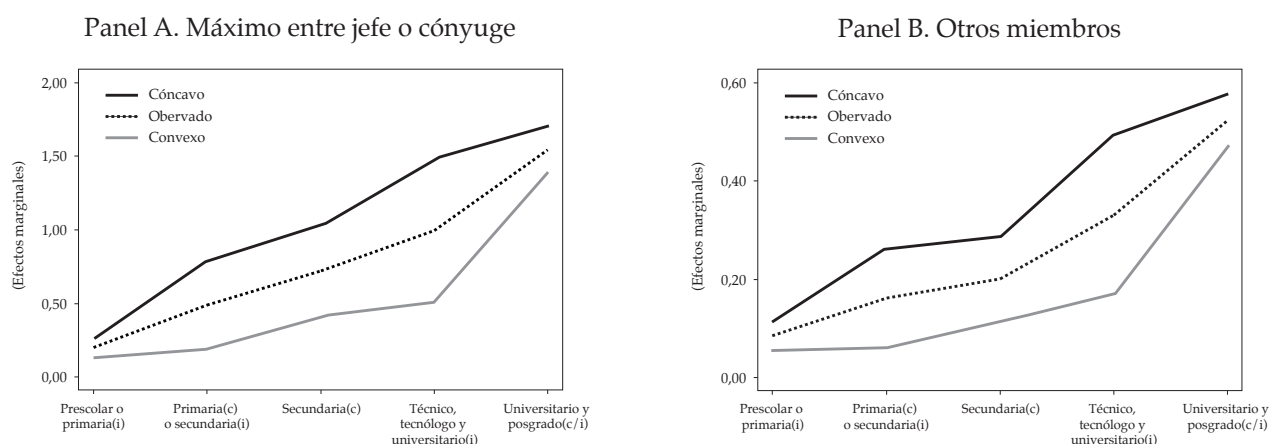 Panel A. Máximo entre jefe o cónyuge
(Efectos marginales)
2,00
1,50
1,00
0,50
0,00
Cóncavo
Obervado
Convexo
Prescolar o
primaria(i)
Primaria(c)
o secundaria(i)
Secundaria(c)
Técnico,
tecnólogo y
universitario(i)
Universitario y
posgrado(c/i)
Panel B. Otros miembros
(Efectos marginales)
0,60
0,40
0,20
0,00
Cóncavo
Obervado
Convexo
Prescolar o
primaria(i)
Primaria(c)
o secundaria(i)
Secundaria(c)
Técnico,
tecnólogo y
universitario(i)
Universitario y
posgrado(c/i)